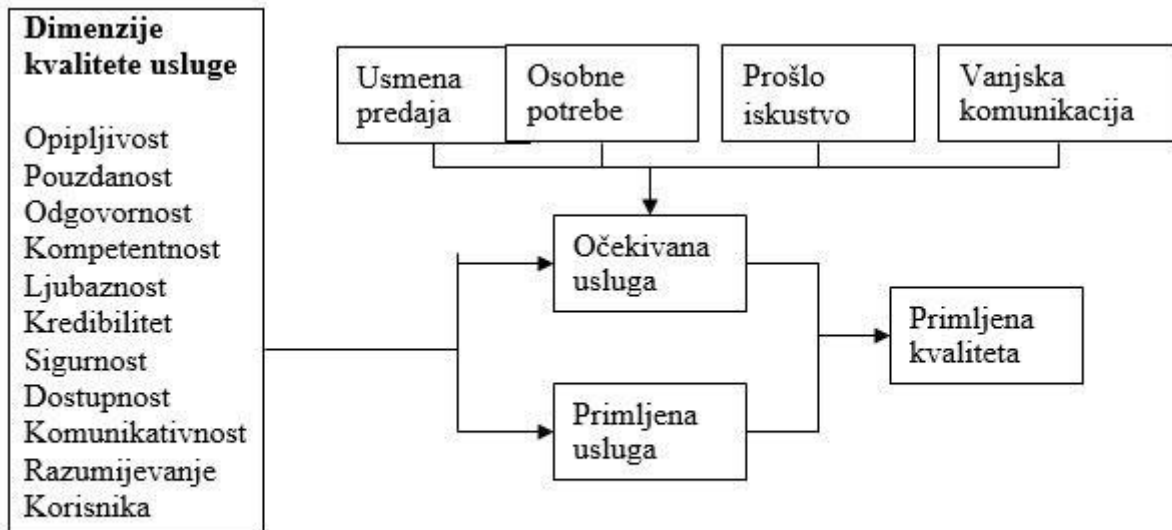 Dimenzije
kvalitete usluge
Opipljivost
Pouzdanost
Odgovornost
Kompetentnost
Ljubaznost
Kredibilitet
Sigurnost
Dostupnost
Komunikativnost
Razumijevanje
Korisnika
Usmena
predaja
Osobne
potrebe
Prošlo
iskustvo
Vanjska
komunikacija
Očekivana
usluga
Primljena
usluga
Primljena
kvaliteta